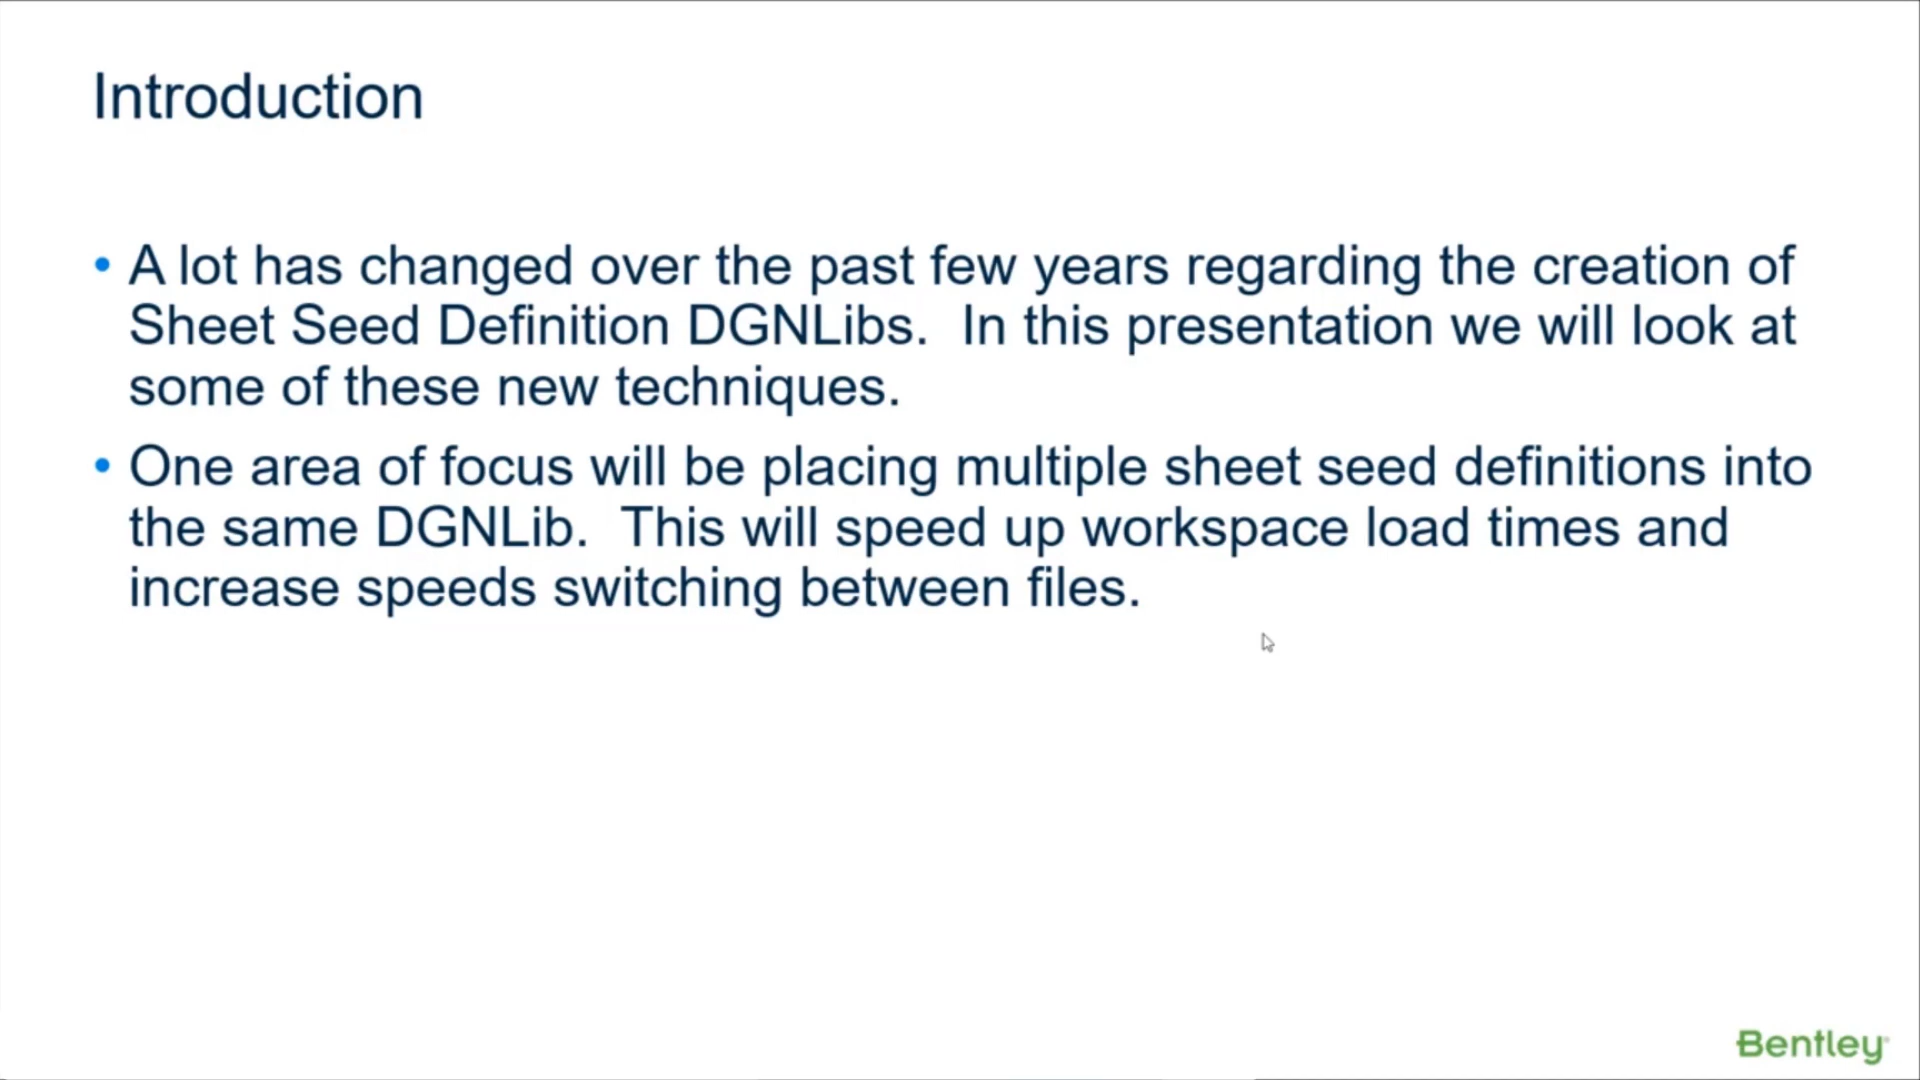 Introduction
• A lot has changed over the past few years regarding the creation of
Sheet Seed Definition DGNLibs.  In this presentation we will look at
some of these new techniques.
• One area of focus will be placing multiple sheet seed definitions into
the same DGNLib.  This will speed up workspace load times and
increase speeds switching between files.
Bentley